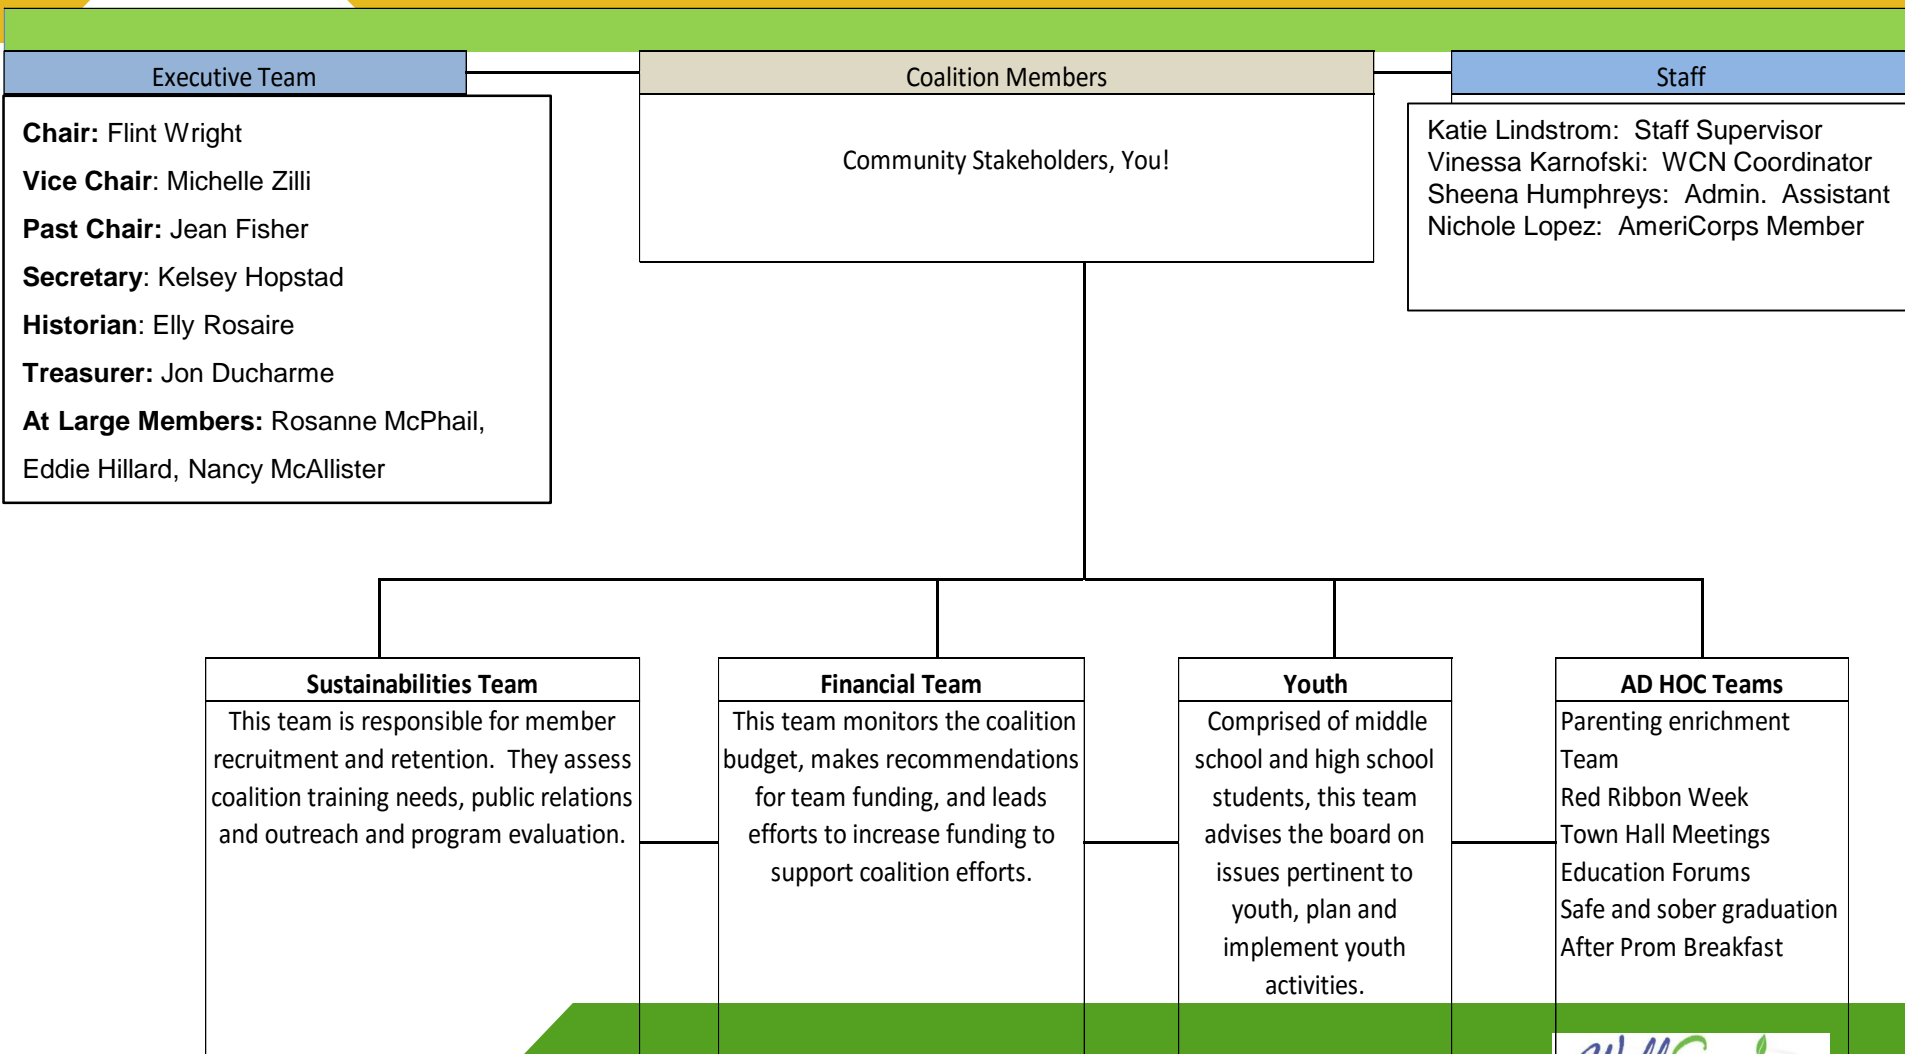 Executive Team
Chair: Flint Wright
Vice Chair: Michelle Zilli
Past Chair: Jean Fisher
Secretary: Kelsey Hopstad
Historian: Elly Rosaire
Treasurer: Jon Ducharme
At Large Members: Rosanne McPhail,
Eddie Hillard, Nancy McAllister
Coalition Members
Community Stakeholders, You!
Staff
Katie Lindstrom: Staff Supervisor
Vinessa Karnofski: WCN Coordinator
Sheena Humphreys: Admin. Assistant
Nichole Lopez: AmeriCorps Member
Sustainabilities Team
This team is responsible for member
recruitment and retention. They assess
coalition training needs, public relations
and outreach and program evaluation.
Financial Team
This team monitors the coalition
budget, makes recommendations
for team funding, and leads
efforts to increase funding to
support coalition efforts.
Youth
Comprised of middle
school and high school
students, this team
advises the board on
issues pertinent to
youth, plan and
implement youth
activities.
AD HOC Teams
Parenting enrichment
Team
Red Ribbon Week
Town Hall Meetings
Education Forums
Safe and sober graduation
After Prom Breakfast